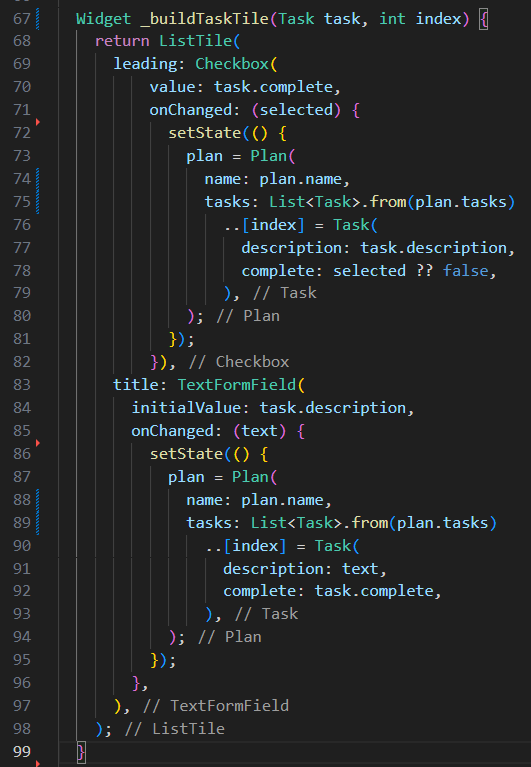 67 Widget _buildTaskTile(Task task, int index) {
68 return ListTile(
69 leading: Checkbox(
70 value: task.complete,
71 onChanged: (selected) {
72 setState(() {
73 plan = Plan(
74 name: plan.name,
75 tasks: List<Task>.from(plan.tasks)
76 ..[index] = Task(
77 description: task.description,
78 complete: selected ?? false,
79 ), // Task
80 ); // Plan
81 });
82 }), // Checkbox
83 title: TextFormField(
84 initialValue: task.description,
85 onChanged: (text) {
86 setState(() {
87 plan = Plan(
88 name: plan.name,
89 tasks: List<Task>.from(plan.tasks)
90 ..[index] = Task(
91 description: text,
92 complete: task.complete,
93 ), // Task
94 ); // Plan
95 });
96 },
97 ), // TextFormField
98 ); // ListTile
99 }